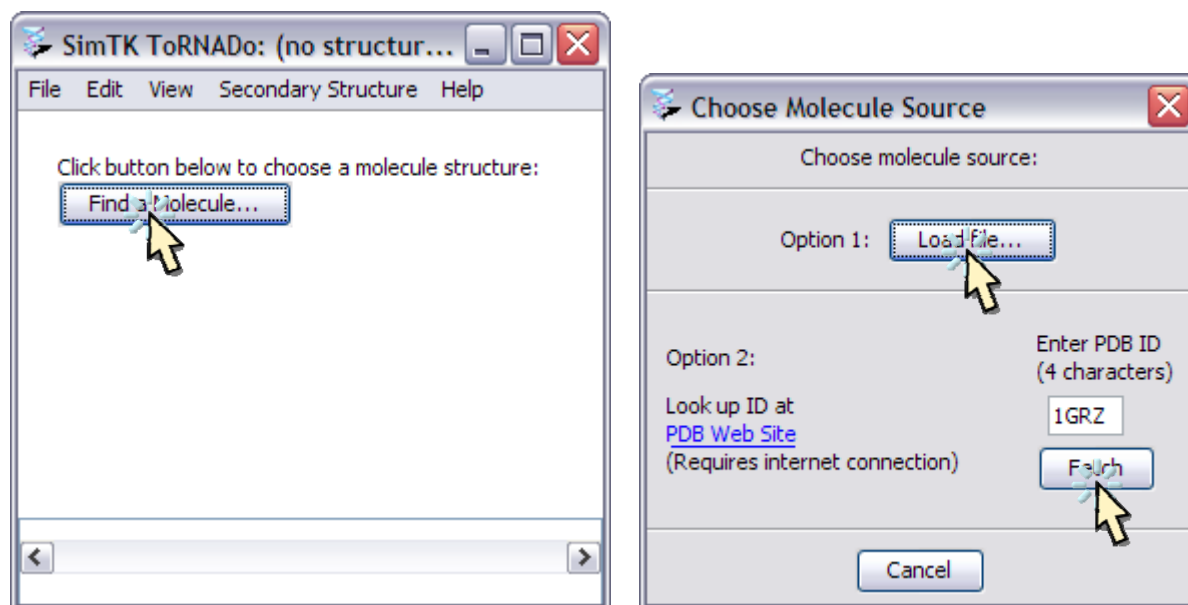 SimTK ToRNADo: (no structur...
File Edit View Secondary Structure Help
Click button below to choose a molecule structure:
Find a Molecule...
Choose Molecule Source
Choose molecule source:
Option 1: Load file...
Option 2:
Enter PDB ID
(4 characters)
Look up ID at
PDB Web Site
(Requires internet connection)
1GRZ
Fetch
Cancel